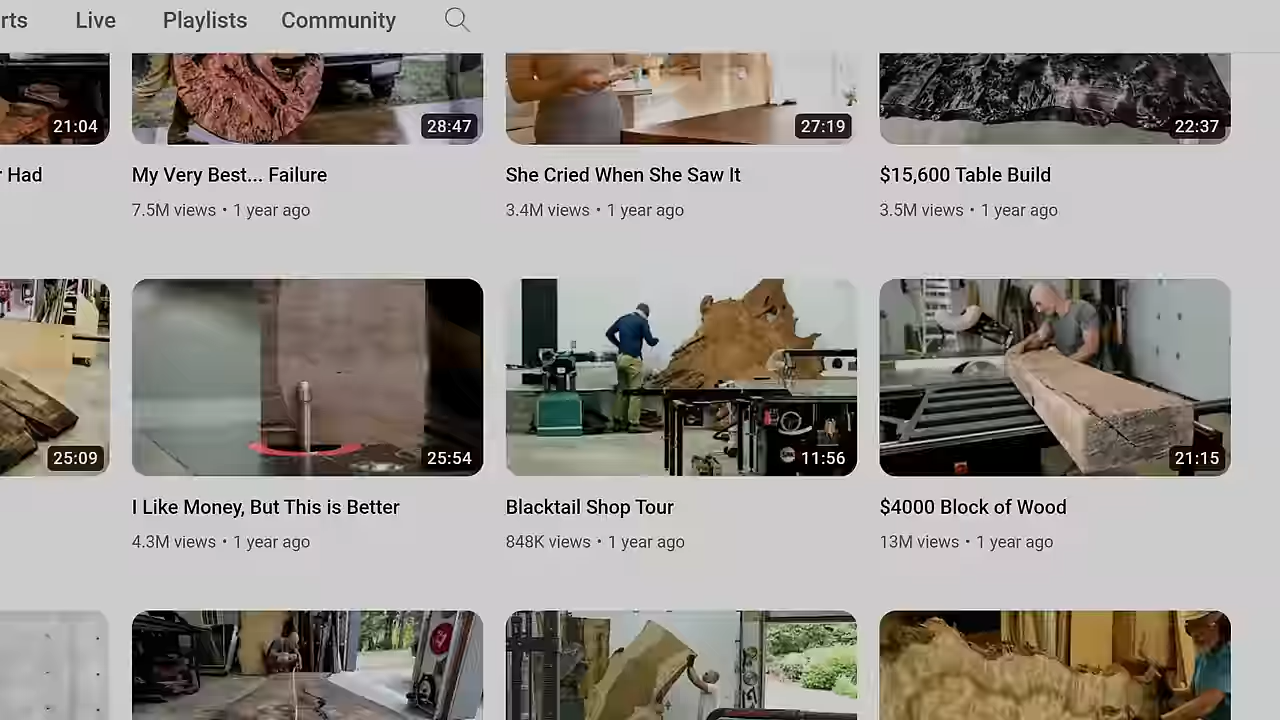 rts Live Playlists Community
21:04 28:47 27:19 22:37
r Had My Very Best... Failure She Cried When She Saw It $15,600 Table Build
7.5M views • 1 year ago 3.4M views • 1 year ago 3.5M views • 1 year ago
25:09 25:54 11:56 21:15
I Like Money, But This is Better Blacktail Shop Tour $4000 Block of Wood
4.3M views • 1 year ago 848K views • 1 year ago 13M views • 1 year ago